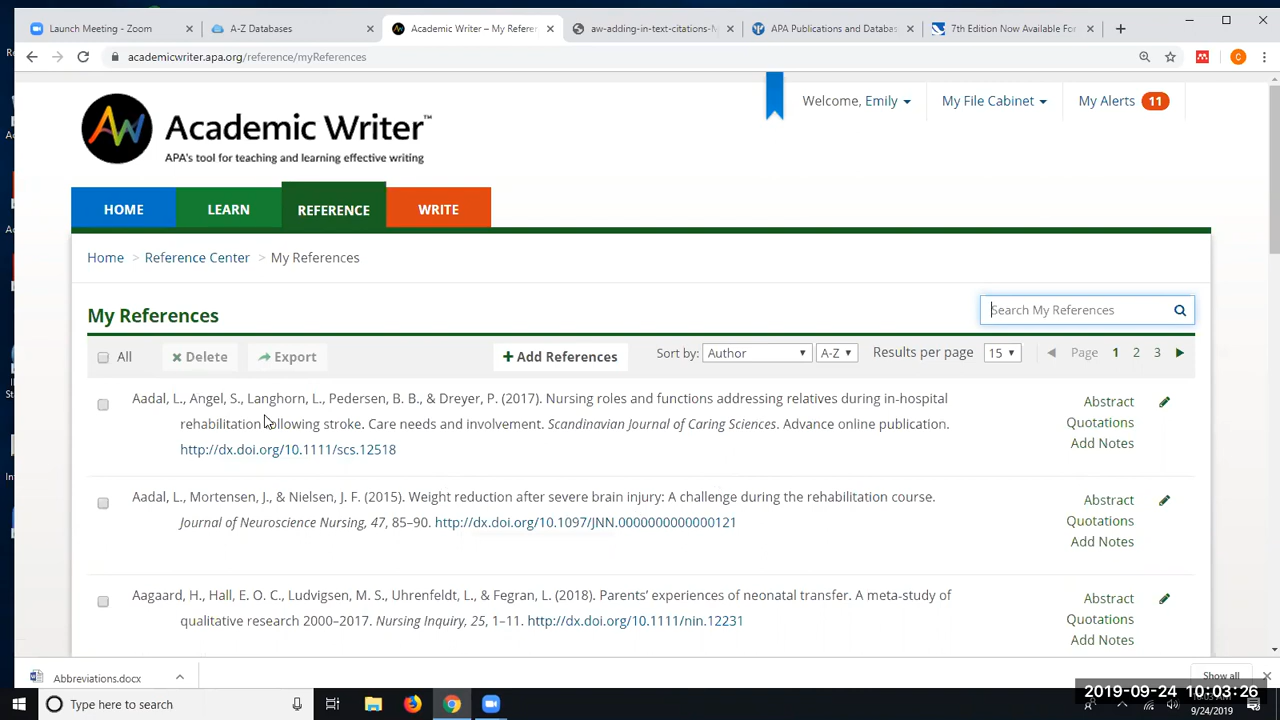 Launch Meeting - Zoom
A-Z Databases
Academic Writer – My Refere
aw-adding-in-text-citations-N
APA Publications and Databas
7th Edition Now Available For
academicwriter.apa.org/reference/myReferences
C
AW
Academic Writer™
APA's tool for teaching and learning effective writing
Welcome, Emily
My File Cabinet
My Alerts 11
HOME
LEARN
REFERENCE
WRITE
Home > Reference Center > My References
My References
Search My References
All
Delete
Export
Add References
Sort by: Author A-Z
Results per page 15
Page 1 2 3
Aadal, L., Angel, S., Langhorn, L., Pedersen, B. B., & Dreyer, P. (2017). Nursing roles and functions addressing relatives during in-hospital
rehabilitation following stroke. Care needs and involvement. Scandinavian Journal of Caring Sciences. Advance online publication.
http://dx.doi.org/10.1111/scs.12518
Abstract
Quotations
Add Notes
Aadal, L., Mortensen, J., & Nielsen, J. F. (2015). Weight reduction after severe brain injury: A challenge during the rehabilitation course.
Journal of Neuroscience Nursing, 47, 85–90. http://dx.doi.org/10.1097/JNN.0000000000000121
Abstract
Quotations
Add Notes
Aagaard, H., Hall, E. O. C., Ludvigsen, M. S., Uhrenfeldt, L., & Fegran, L. (2018). Parents' experiences of neonatal transfer. A meta-study of
qualitative research 2000–2017. Nursing Inquiry, 25, 1–11. http://dx.doi.org/10.1111/nin.12231
Abstract
Quotations
Add Notes
Abbreviations.docx
Show all
Type here to search
2019-09-24 10:03:26
9/24/2019